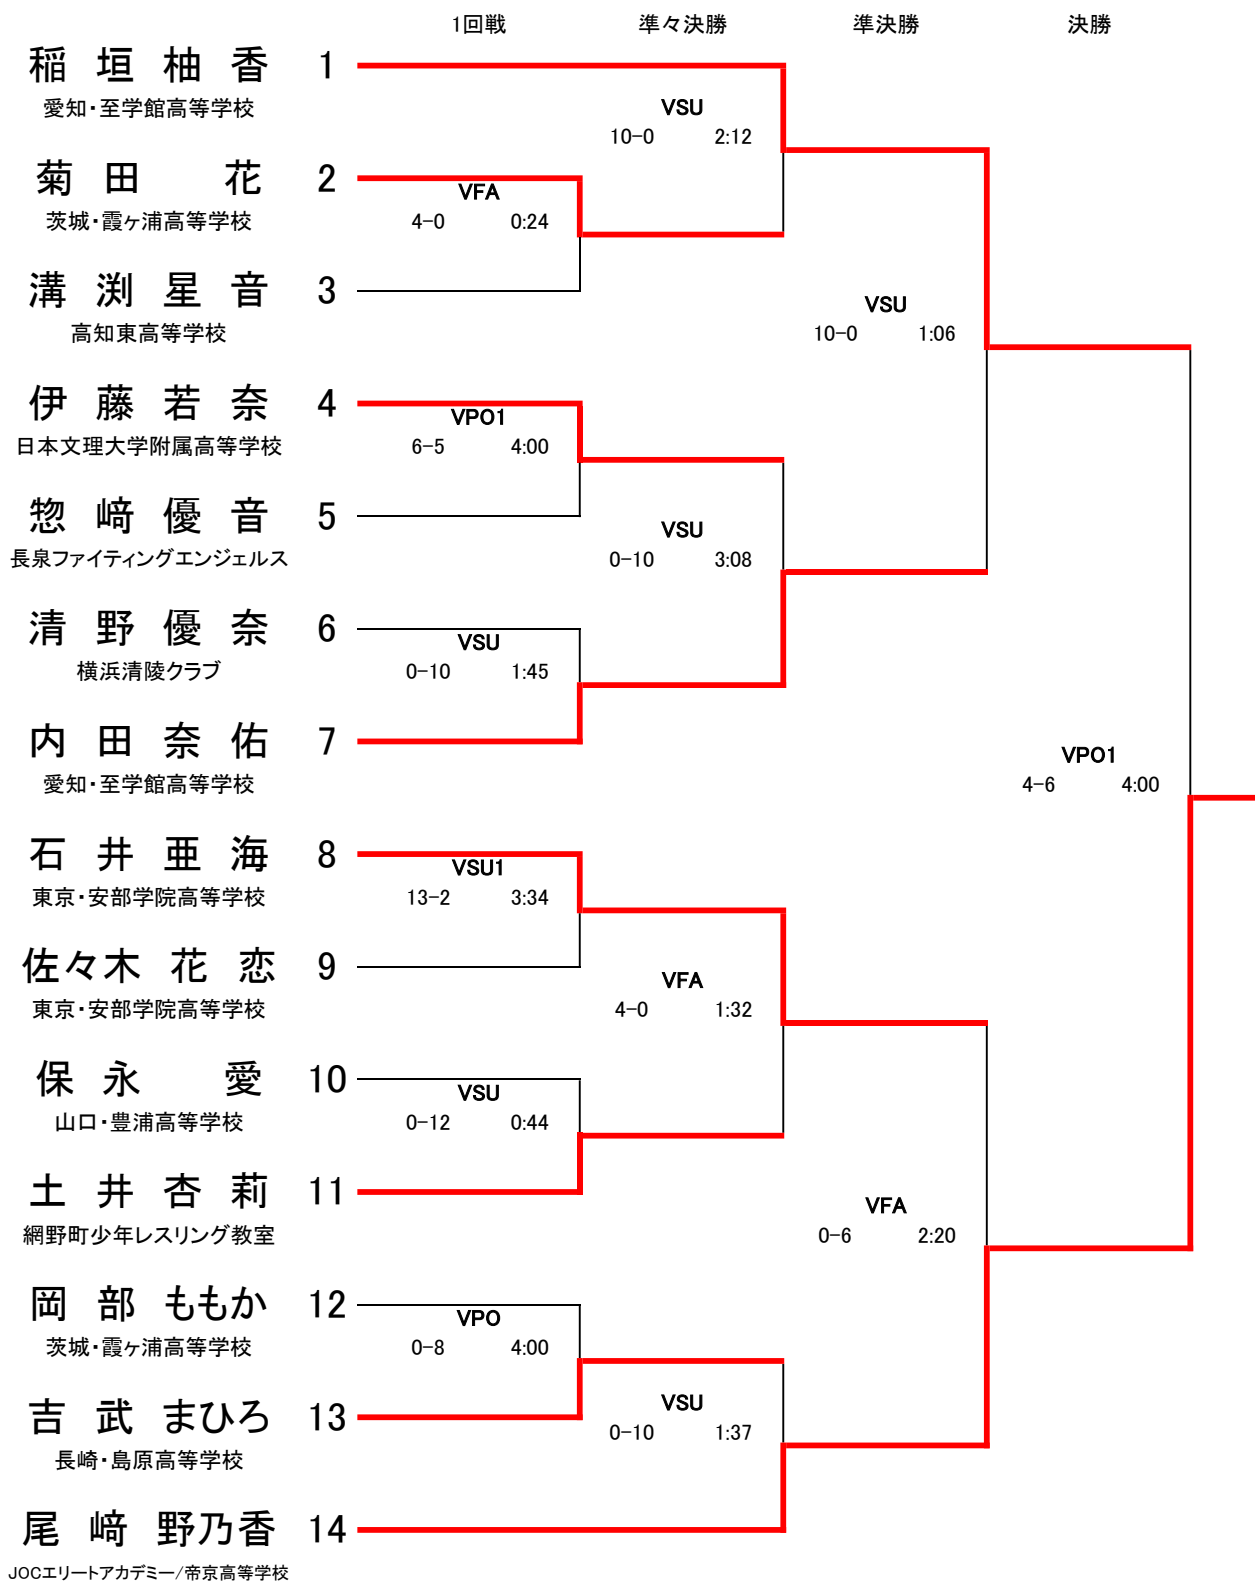 1回戦 準々決勝 準決勝 決勝
稲 垣 柚 香 1
愛知・至学館高等学校
VSU
10-0 2:12
菊 田 花 2
VFA
茨城・霞ヶ浦高等学校
4-0 0:24
溝 渕 星 音 3
高知東高等学校
VSU
10-0 1:06
伊 藤 若 奈 4
VPO1
日本文理大学附属高等学校
6-5 4:00
惣 﨑 優 音 5
長泉ファイティングエンジェルス
VSU
0-10 3:08
清 野 優 奈 6
VSU
横浜清陵クラブ
0-10 1:45
内 田 奈 佑 7
愛知・至学館高等学校
VPO1
4-6 4:00
石 井 亜 海 8
VSU1
東京・安部学院高等学校
13-2 3:34
佐々木 花 恋 9
東京・安部学院高等学校
VFA
4-0 1:32
保 永 愛 10
VSU
山口・豊浦高等学校
0-12 0:44
土 井 杏 莉 11
網野町少年レスリング教室
VFA
0-6 2:20
岡 部 ももか 12
VPO
茨城・霞ヶ浦高等学校
0-8 4:00
吉 武 まひろ 13
長崎・島原高等学校
VSU
0-10 1:37
尾 﨑 野乃香 14
JOCエリートアカデミー/帝京高等学校